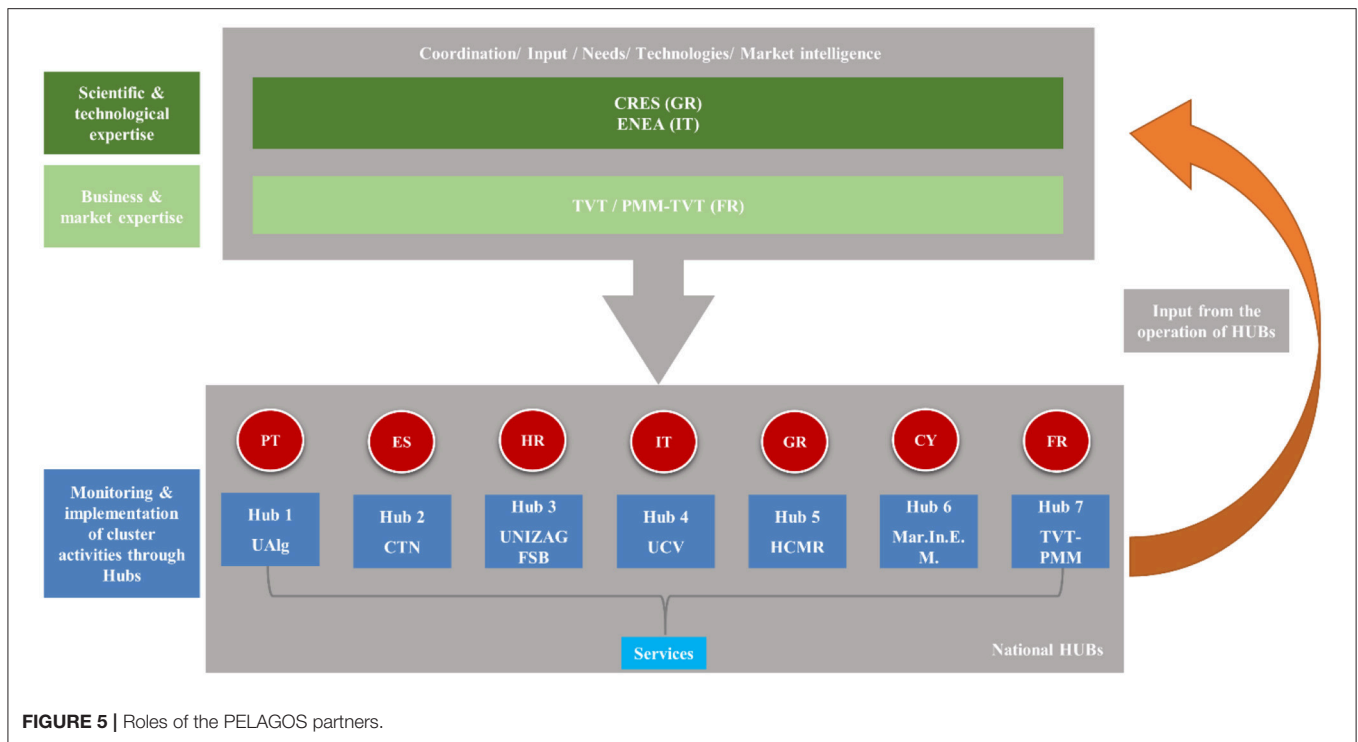 Coordination/ Input / Needs/ Technologies/ Market intelligence
Scientific &
technological
expertise
CRES (GR)
ENEA (IT)
Business &
market expertise
TVT / PMM-TVT (FR)
Input from the
operation of HUBs
PT
ES
HR
IT
GR
CY
FR
Monitoring &
implementation
of cluster
activities through
Hubs
Hub 1
UAlg
Hub 2
CTN
Hub 3
UNIZAG
FSB
Hub 4
UCV
Hub 5
HCMR
Hub 6
Mar.In.E.
M.
Hub 7
TVT-
PMM
Services
National HUBs
FIGURE 5 | Roles of the PELAGOS partners.